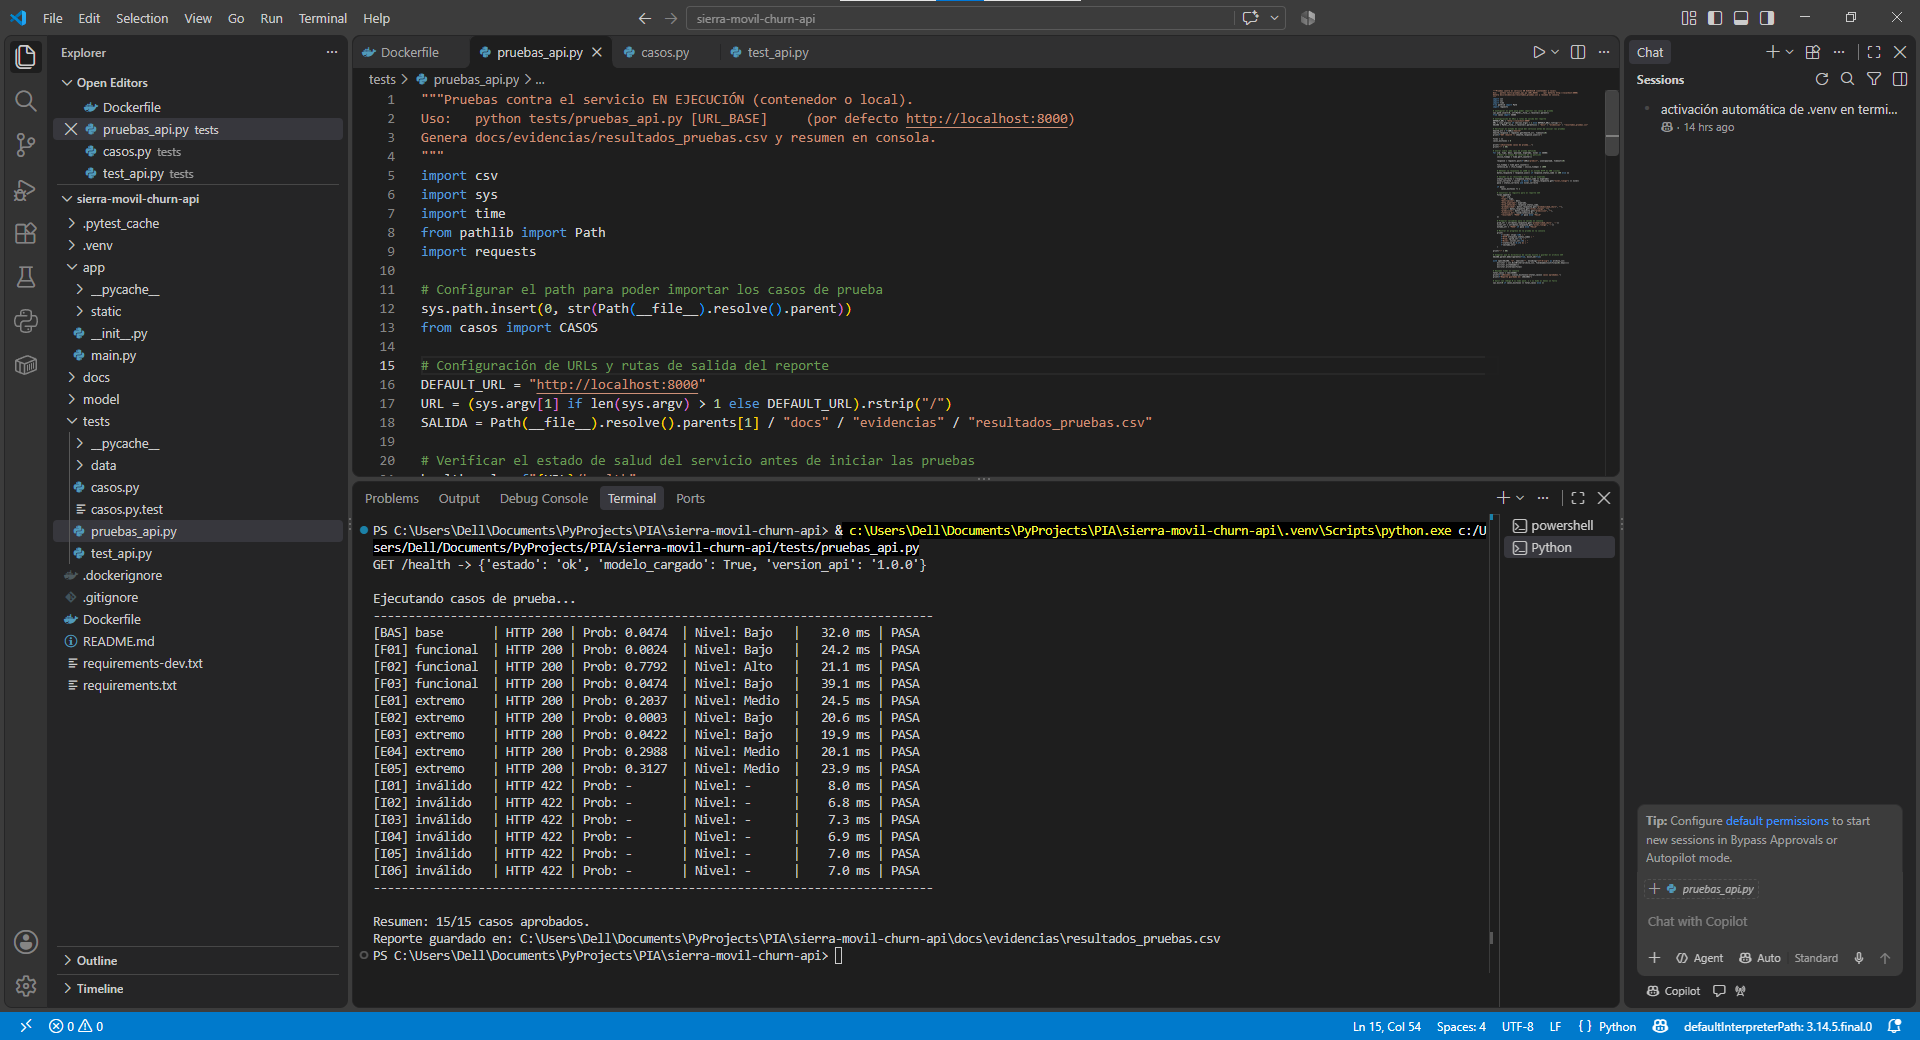 File Edit Selection View Go Run Terminal Help
sierra-movil-churn-api
Explorer
Open Editors
Dockerfile
pruebas_api.py tests
casos.py tests
test_api.py tests
sierra-movil-churn-api
.pytest_cache
.venv
app
__pycache__
static
__init__.py
main.py
docs
model
tests
__pycache__
data
casos.py
casos.py.test
pruebas_api.py
test_api.py
.dockerignore
.gitignore
Dockerfile
README.md
requirements-dev.txt
requirements.txt
Outline
Timeline
Dockerfile pruebas_api.py casos.py test_api.py
tests > pruebas_api.py > ...
1 """Pruebas contra el servicio EN EJECUCIÓN (contenedor o local).
2 Uso: python tests/pruebas_api.py [URL_BASE] (por defecto http://localhost:8000)
3 Genera docs/evidencias/resultados_pruebas.csv y resumen en consola.
4 """
5 import csv
6 import sys
7 import time
8 from pathlib import Path
9 import requests
10
11 # Configurar el path para poder importar los casos de prueba
12 sys.path.insert(0, str(Path(__file__).resolve().parent))
13 from casos import CASOS
14
15 # Configuración de URLs y rutas de salida del reporte
16 DEFAULT_URL = "http://localhost:8000"
17 URL = (sys.argv[1] if len(sys.argv) > 1 else DEFAULT_URL).rstrip("/")
18 SALIDA = Path(__file__).resolve().parents[1] / "docs" / "evidencias" / "resultados_pruebas.csv"
19
20 # Verificar el estado de salud del servicio antes de iniciar las pruebas
Problems Output Debug Console Terminal Ports
PS C:\Users\Dell\Documents\PyProjects\PIA\sierra-movil-churn-api> & c:\Users\Dell\Documents\PyProjects\PIA\sierra-movil-churn-api\.venv\Scripts\python.exe c:/U
sers/Dell/Documents/PyProjects/PIA/sierra-movil-churn-api/tests/pruebas_api.py
GET /health -> {'estado': 'ok', 'modelo_cargado': True, 'version_api': '1.0.0'}
Ejecutando casos de prueba...
--------------------------------------------------------------------------------
[BAS] base | HTTP 200 | Prob: 0.0474 | Nivel: Bajo | 32.0 ms | PASA
[F01] funcional | HTTP 200 | Prob: 0.0024 | Nivel: Bajo | 24.2 ms | PASA
[F02] funcional | HTTP 200 | Prob: 0.7792 | Nivel: Alto | 21.1 ms | PASA
[F03] funcional | HTTP 200 | Prob: 0.0474 | Nivel: Bajo | 39.1 ms | PASA
[E01] extremo | HTTP 200 | Prob: 0.2037 | Nivel: Medio | 24.5 ms | PASA
[E02] extremo | HTTP 200 | Prob: 0.0003 | Nivel: Bajo | 20.6 ms | PASA
[E03] extremo | HTTP 200 | Prob: 0.0422 | Nivel: Bajo | 19.9 ms | PASA
[E04] extremo | HTTP 200 | Prob: 0.2988 | Nivel: Medio | 20.1 ms | PASA
[E05] extremo | HTTP 200 | Prob: 0.3127 | Nivel: Medio | 23.9 ms | PASA
[I01] inválido | HTTP 422 | Prob: - | Nivel: - | 8.0 ms | PASA
[I02] inválido | HTTP 422 | Prob: - | Nivel: - | 6.8 ms | PASA
[I03] inválido | HTTP 422 | Prob: - | Nivel: - | 7.3 ms | PASA
[I04] inválido | HTTP 422 | Prob: - | Nivel: - | 6.9 ms | PASA
[I05] inválido | HTTP 422 | Prob: - | Nivel: - | 7.0 ms | PASA
[I06] inválido | HTTP 422 | Prob: - | Nivel: - | 7.0 ms | PASA
--------------------------------------------------------------------------------
Resumen: 15/15 casos aprobados.
Reporte guardado en: C:\Users\Dell\Documents\PyProjects\PIA\sierra-movil-churn-api\docs\evidencias\resultados_pruebas.csv
PS C:\Users\Dell\Documents\PyProjects\PIA\sierra-movil-churn-api>
powershell
Python
Chat
Sessions
activación automática de .venv en termi...
14 hrs ago
Tip: Configure default permissions to start
new sessions in Bypass Approvals or
Autopilot mode.
pruebas_api.py
Chat with Copilot
Agent Auto Standard
Copilot
0 0
Ln 15, Col 54 Spaces: 4 UTF-8 LF { } Python defaultInterpreterPath: 3.14.5.final.0